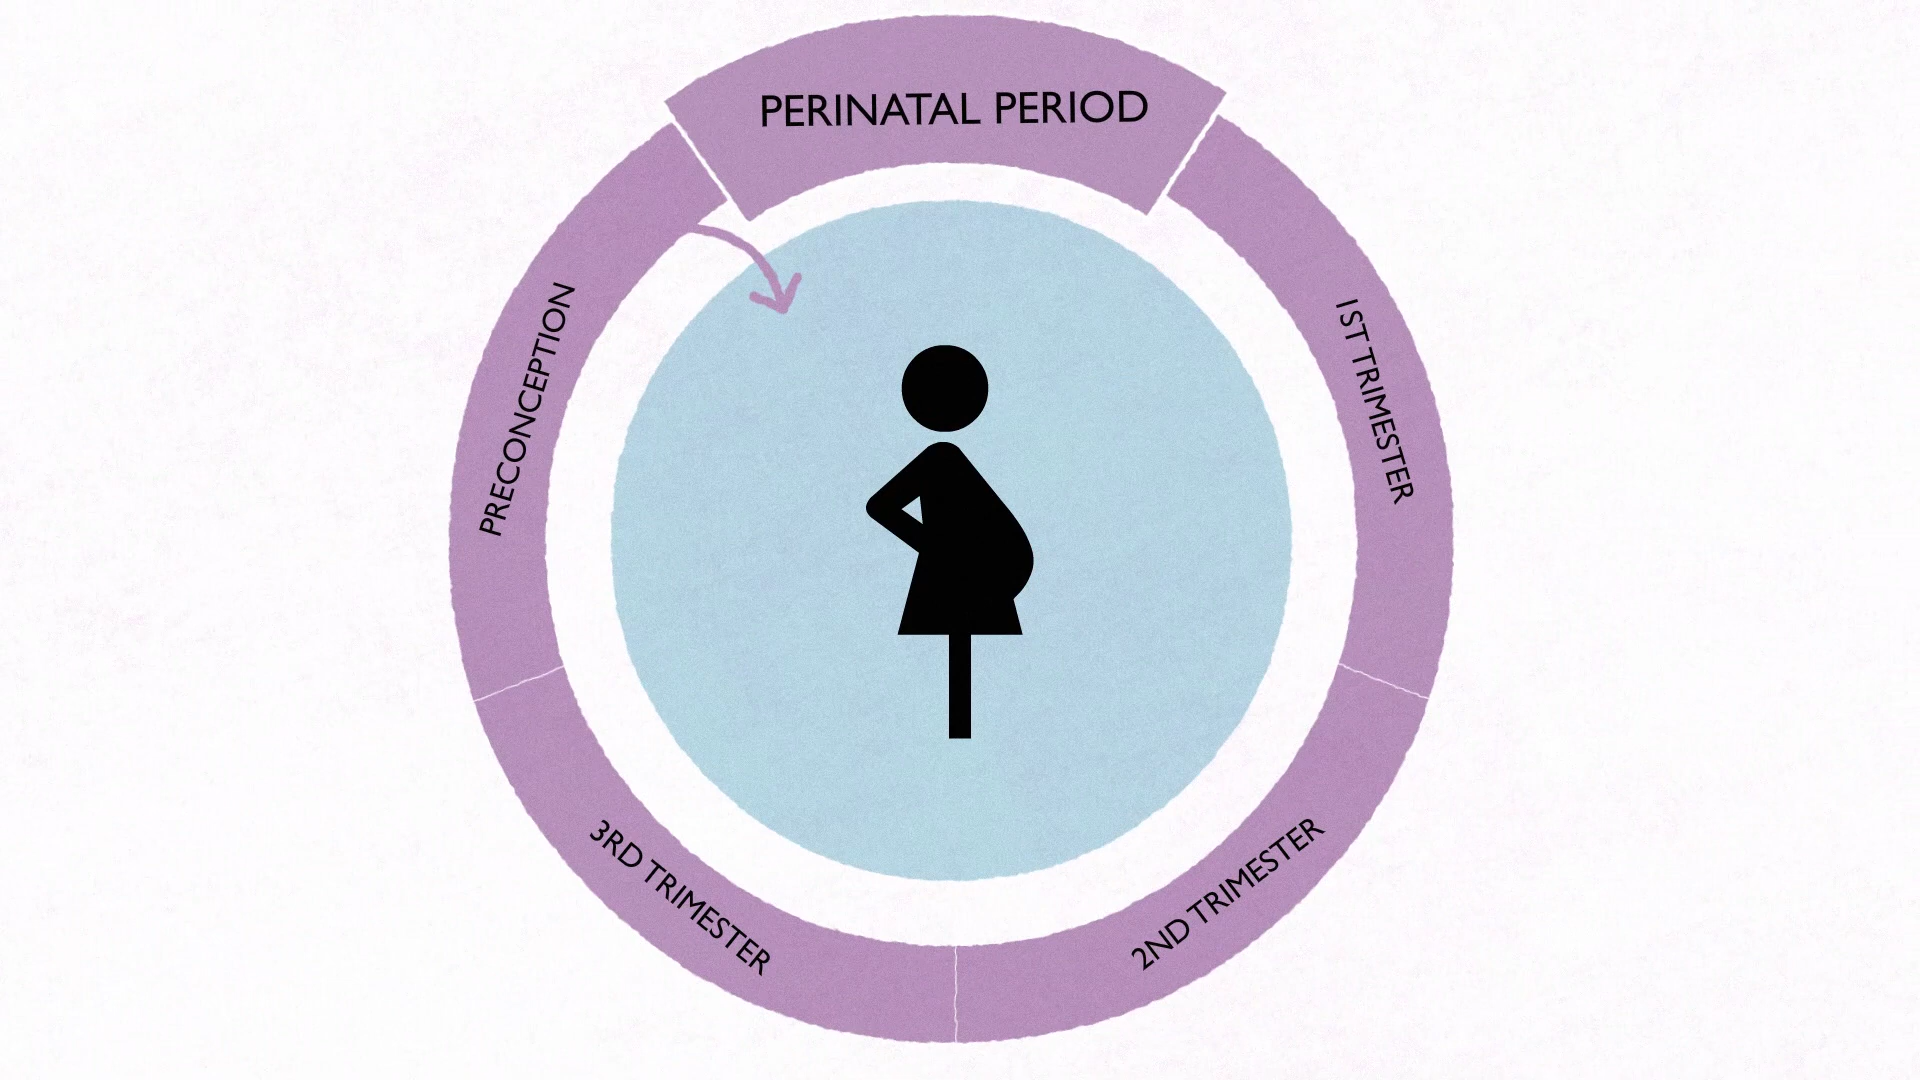 PERINATAL PERIOD
PRECONCEPTION
1ST TRIMESTER
3RD TRIMESTER
2ND TRIMESTER